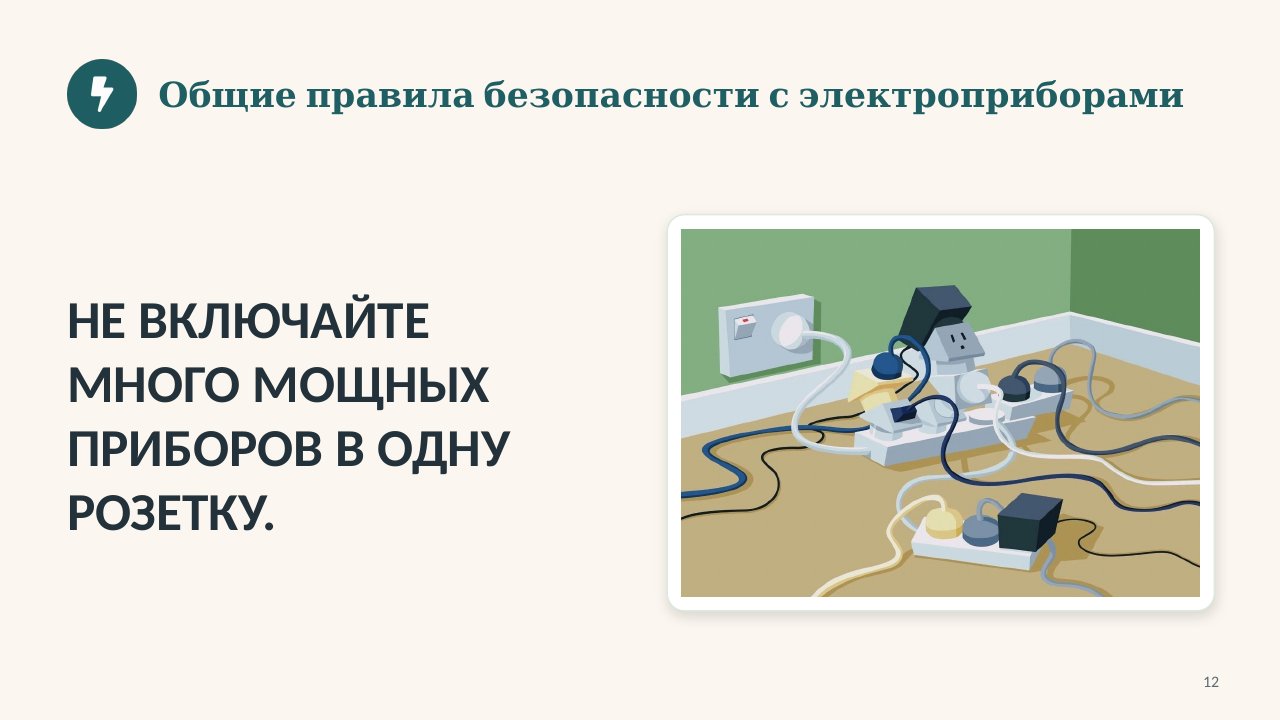 Общие правила безопасности с электроприборами
НЕ ВКЛЮЧАЙТЕ
МНОГО МОЩНЫХ
ПРИБОРОВ В ОДНУ
РОЗЕТКУ.
12